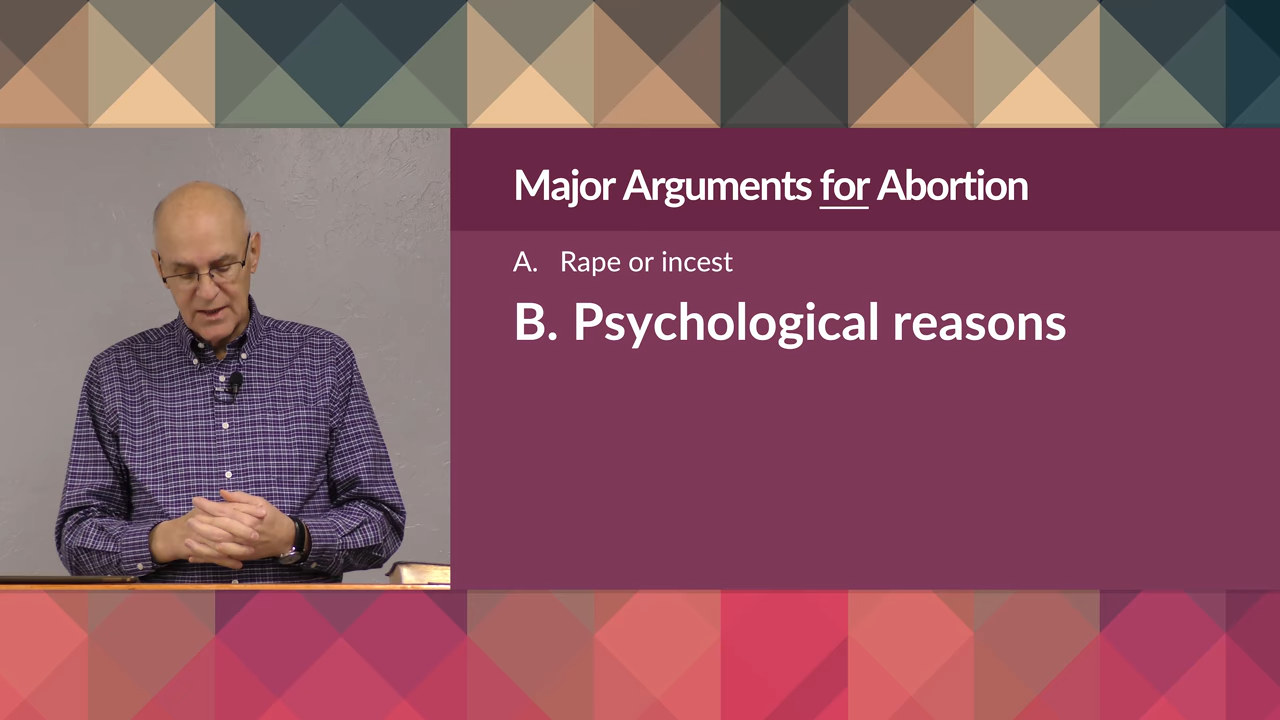 Major Arguments for Abortion
A. Rape or incest
B. Psychological reasons